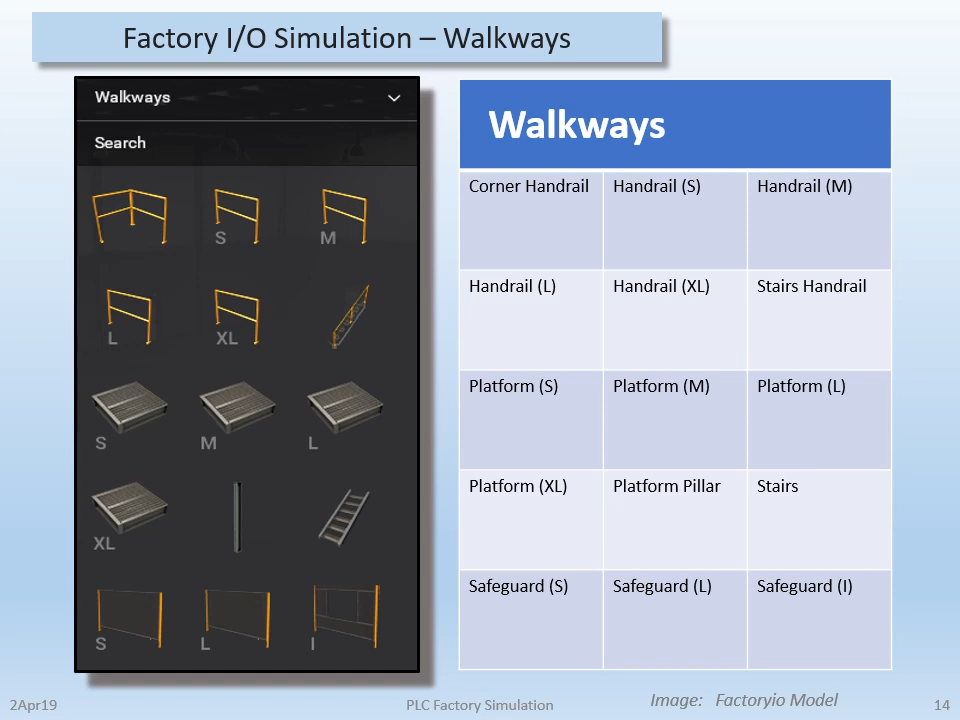 Factory I/O Simulation – Walkways
Walkways
Search
S
M
L
XL
S
M
L
XL
S
L
I
Walkways
Corner Handrail
Handrail (S)
Handrail (M)
Handrail (L)
Handrail (XL)
Stairs Handrail
Platform (S)
Platform (M)
Platform (L)
Platform (XL)
Platform Pillar
Stairs
Safeguard (S)
Safeguard (L)
Safeguard (I)
2Apr19
PLC Factory Simulation
Image: Factoryio Model
14